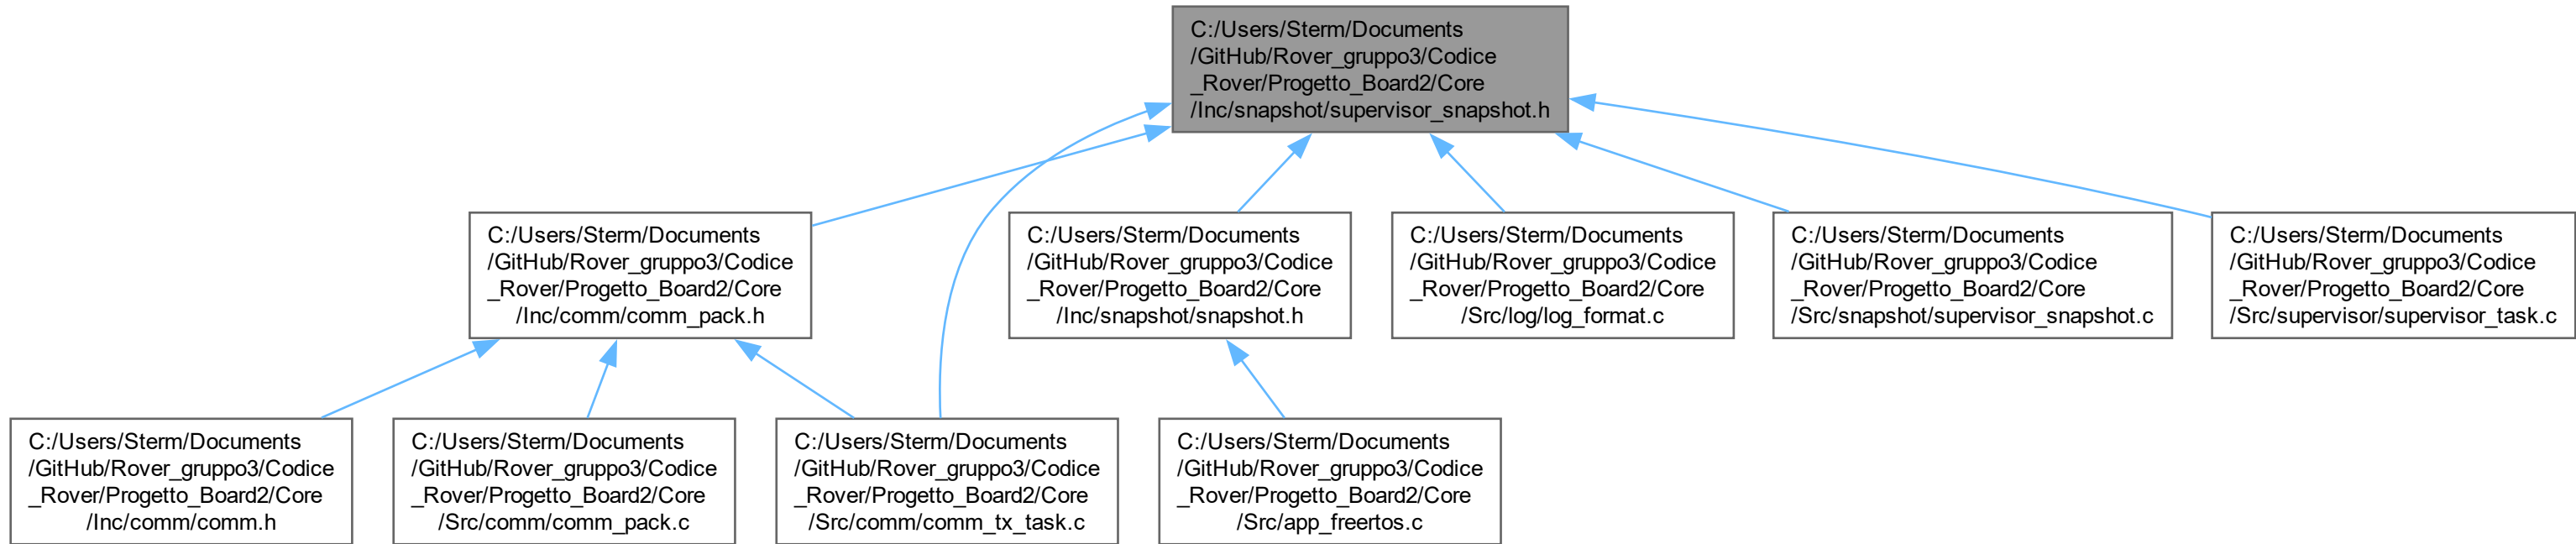 C:/Users/Sterm/Documents
/GitHub/Rover_gruppo3/Codice
_Rover/Progetto_Board2/Core
/Inc/snapshot/supervisor_snapshot.h
C:/Users/Sterm/Documents
/GitHub/Rover_gruppo3/Codice
_Rover/Progetto_Board2/Core
/Inc/comm/comm_pack.h
C:/Users/Sterm/Documents
/GitHub/Rover_gruppo3/Codice
_Rover/Progetto_Board2/Core
/Inc/snapshot/snapshot.h
C:/Users/Sterm/Documents
/GitHub/Rover_gruppo3/Codice
_Rover/Progetto_Board2/Core
/Src/log/log_format.c
C:/Users/Sterm/Documents
/GitHub/Rover_gruppo3/Codice
_Rover/Progetto_Board2/Core
/Src/snapshot/supervisor_snapshot.c
C:/Users/Sterm/Documents
/GitHub/Rover_gruppo3/Codice
_Rover/Progetto_Board2/Core
/Src/supervisor/supervisor_task.c
C:/Users/Sterm/Documents
/GitHub/Rover_gruppo3/Codice
_Rover/Progetto_Board2/Core
/Inc/comm/comm.h
C:/Users/Sterm/Documents
/GitHub/Rover_gruppo3/Codice
_Rover/Progetto_Board2/Core
/Src/comm/comm_pack.c
C:/Users/Sterm/Documents
/GitHub/Rover_gruppo3/Codice
_Rover/Progetto_Board2/Core
/Src/comm/comm_tx_task.c
C:/Users/Sterm/Documents
/GitHub/Rover_gruppo3/Codice
_Rover/Progetto_Board2/Core
/Src/app_freertos.c